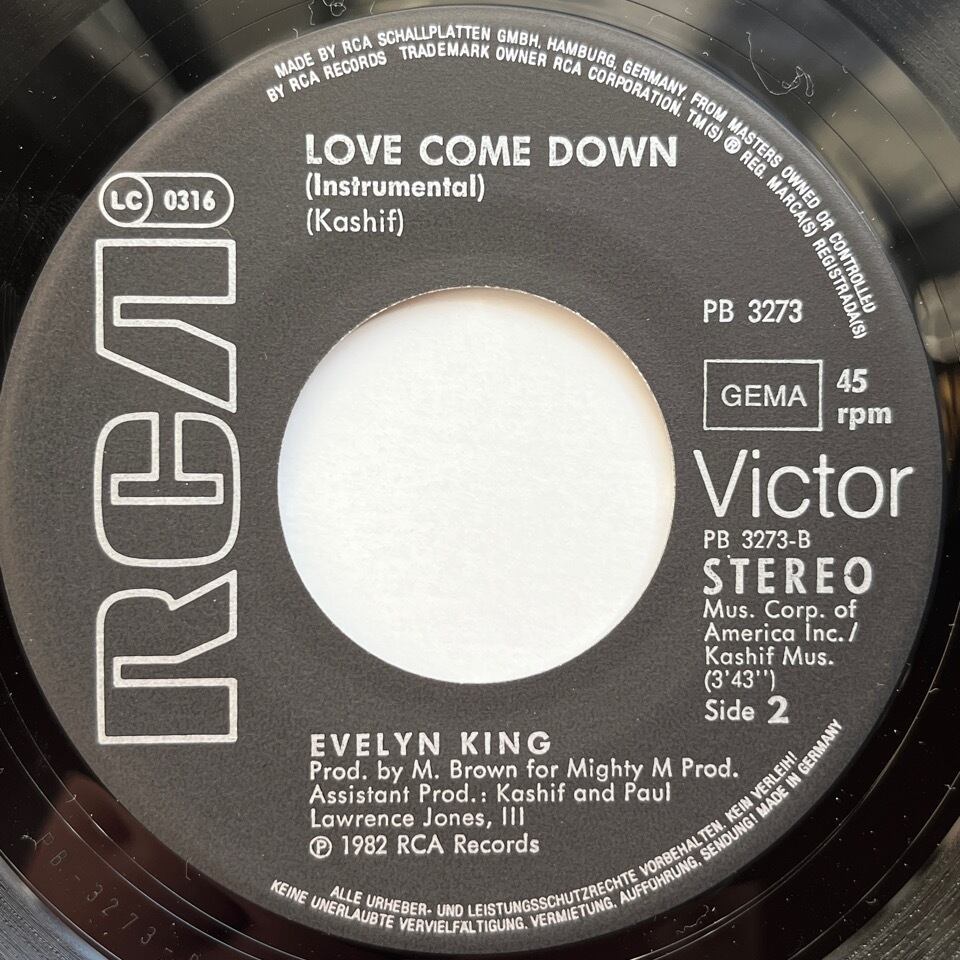 MADE BY RCA SCHALLPLATTEN GMBH, HAMBURG, GERMANY, FROM MASTERS OWNED OR CONTROLLED
BY RCA RECORDS TRADEMARK OWNER RCA CORPORATION. TM(S) ® REG. MARCA(S) REGISTRADA(S)
LOVE COME DOWN
(Instrumental)
(Kashif)
LC 0316
RCA
PB 3273
GEMA
45
rpm
Victor
PB 3273-B
STEREO
Mus. Corp. of
America Inc./
Kashif Mus.
(3'43'')
Side 2
EVELYN KING
Prod. by M. Brown for Mighty M Prod.
Assistant Prod.: Kashif and Paul
Lawrence Jones, III
℗ 1982 RCA Records
ALLE URHEBER- UND LEISTUNGSSCHUTZRECHTE VORBEHALTEN. KEIN VERLEIH!
KEINE UNERLAUBTE VERVIELFÄLTIGUNG, VERMIETUNG, AUFFÜHRUNG, SENDUNG! MADE IN GERMANY
PB-3273